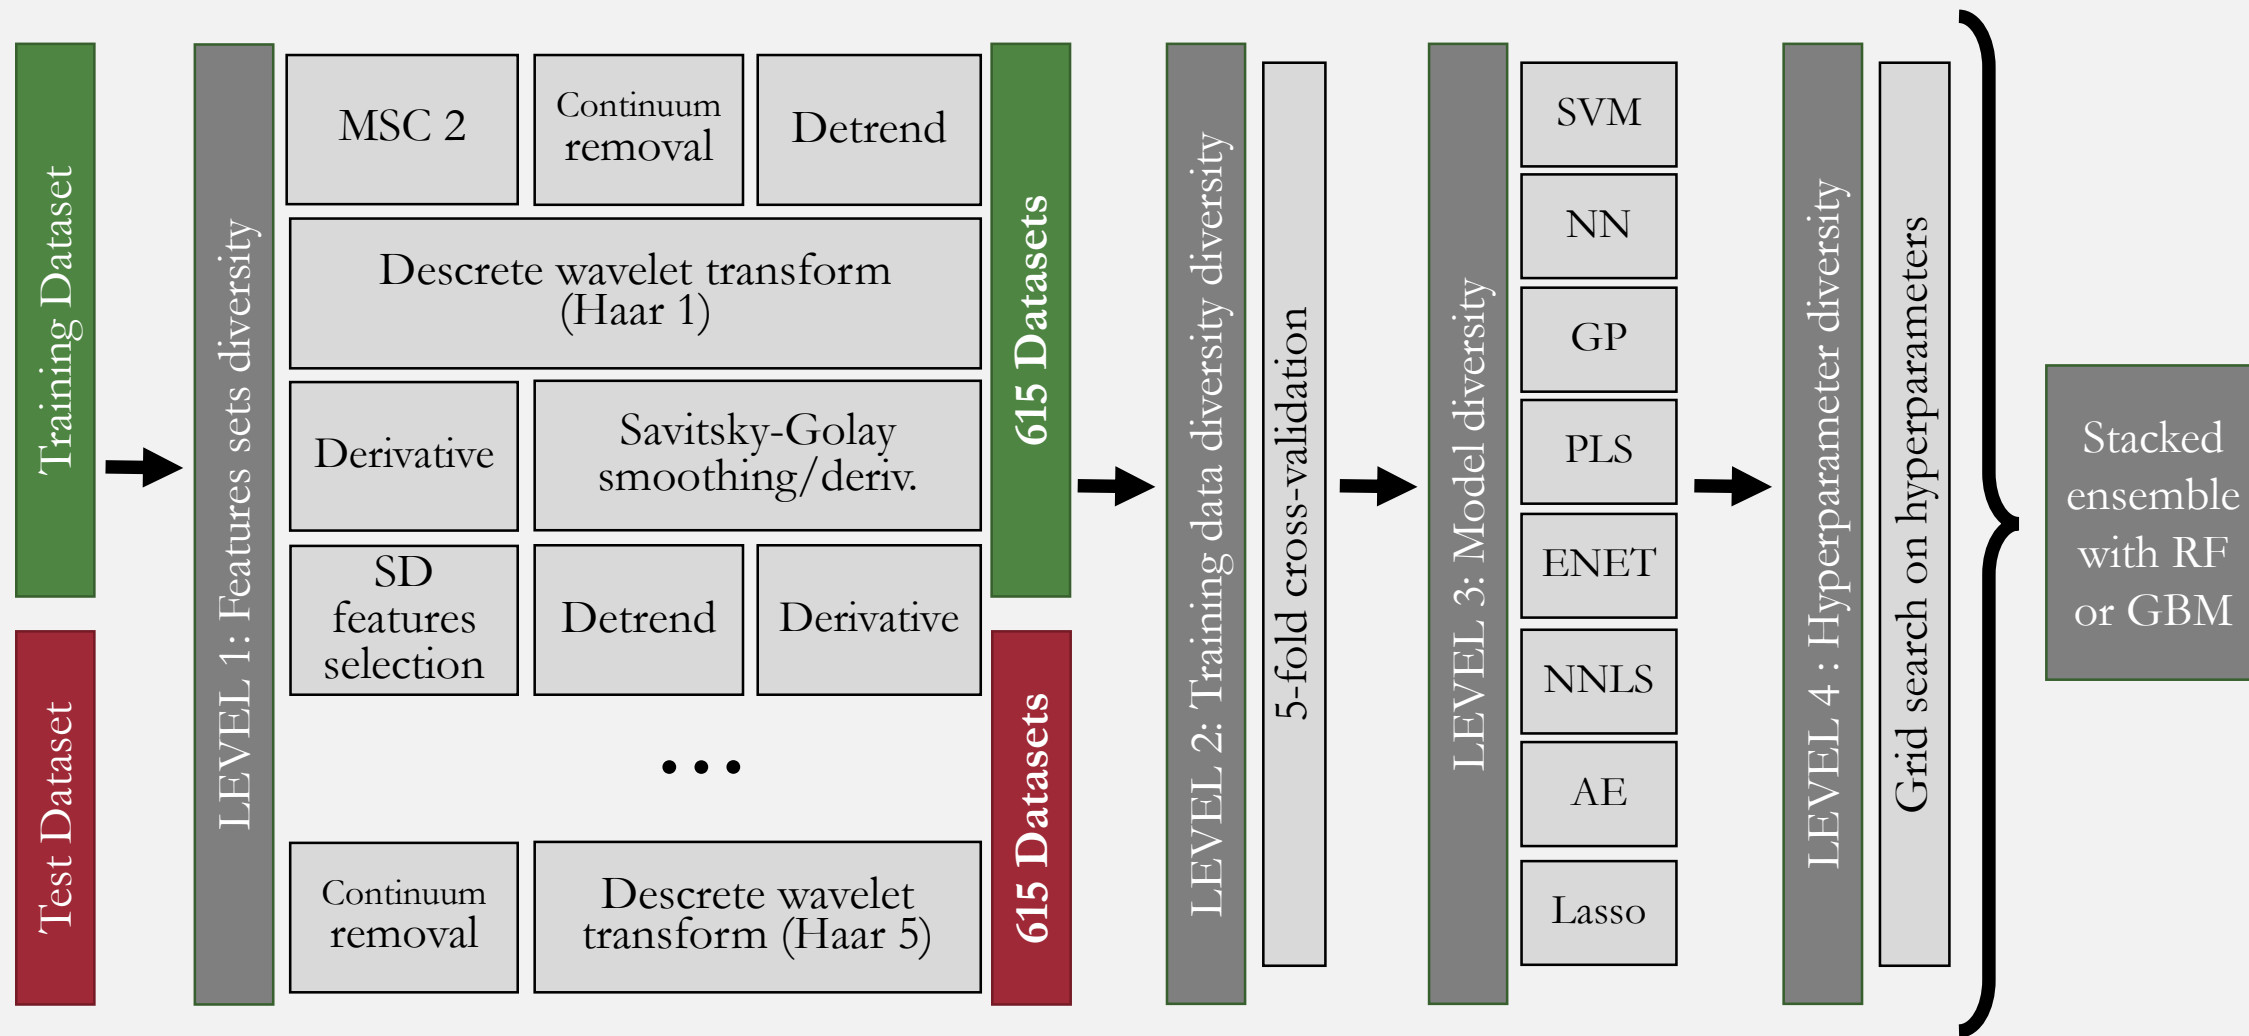 Training Dataset
Test Dataset
LEVEL 1: Features sets diversity
MSC 2
Continuum
removal
Detrend
Descrete wavelet transform
(Haar 1)
Derivative
Savitsky-Golay
smoothing/deriv.
SD
features
selection
Detrend
Derivative
...
Continuum
removal
Descrete wavelet
transform (Haar 5)
615 Datasets
615 Datasets
LEVEL 2: Training data diversity diversity
5-fold cross-validation
LEVEL 3: Model diversity
SVM
NN
GP
PLS
ENET
NNLS
AE
Lasso
LEVEL 4 : Hyperparameter diversity
Grid search on hyperparameters
Stacked
ensemble
with RF
or GBM